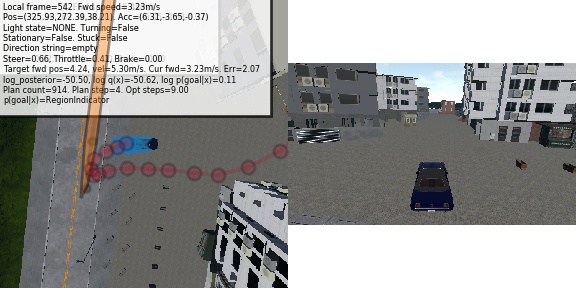 Local frame=542. Fwd speed=3.23m/s
Pos=(325.93,272.39,38.21). Acc=(6.31,-3.65,-0.37)
Light state=NONE. Turning=False
Stationary=False. Stuck=False
Direction string=empty
Steer=0.66, Throttle=0.41, Brake=0.00
Target fwd pos=4.24, vel=5.30m/s. Cur fwd=3.23m/s. Err=2.07
log_posterior=-50.50, log q(x)=-50.62, log p(goal|x)=0.11
Plan count=914. Plan step=4. Opt steps=9.00
p(goal|x)=RegionIndicator